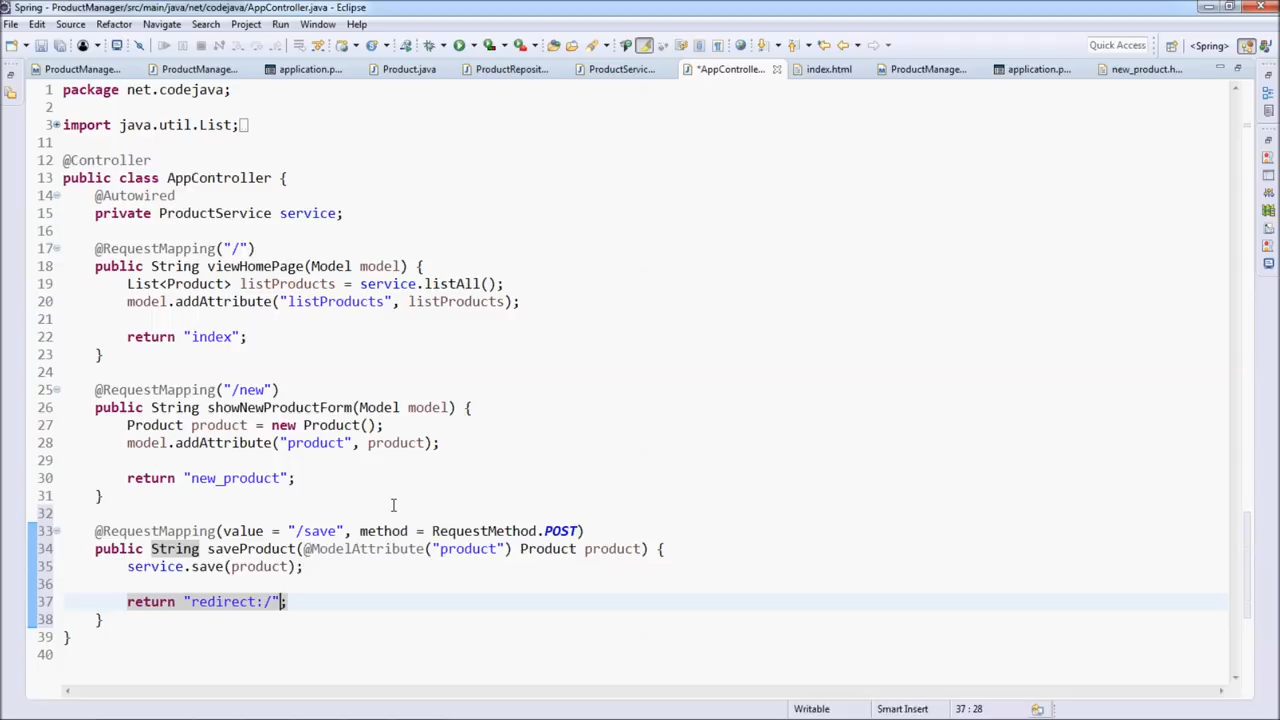 Spring - ProductManager/src/main/java/net/codejava/AppController.java - Eclipse
File Edit Source Refactor Navigate Search Project Run Window Help
Quick Access <Spring>
ProductManage... ProductManage... application.p... Product.java ProductReposit... ProductServic... *AppControlle... index.html ProductManage... application.p... new_product.h...
1 package net.codejava;
2
3 import java.util.List;
11
12 @Controller
13 public class AppController {
14 @Autowired
15 private ProductService service;
16
17 @RequestMapping("/")
18 public String viewHomePage(Model model) {
19 List<Product> listProducts = service.listAll();
20 model.addAttribute("listProducts", listProducts);
21
22 return "index";
23 }
24
25 @RequestMapping("/new")
26 public String showNewProductForm(Model model) {
27 Product product = new Product();
28 model.addAttribute("product", product);
29
30 return "new_product";
31 }
32
33 @RequestMapping(value = "/save", method = RequestMethod.POST)
34 public String saveProduct(@ModelAttribute("product") Product product) {
35 service.save(product);
36
37 return "redirect:/";
38 }
39 }
40
Writable Smart Insert 37 : 28